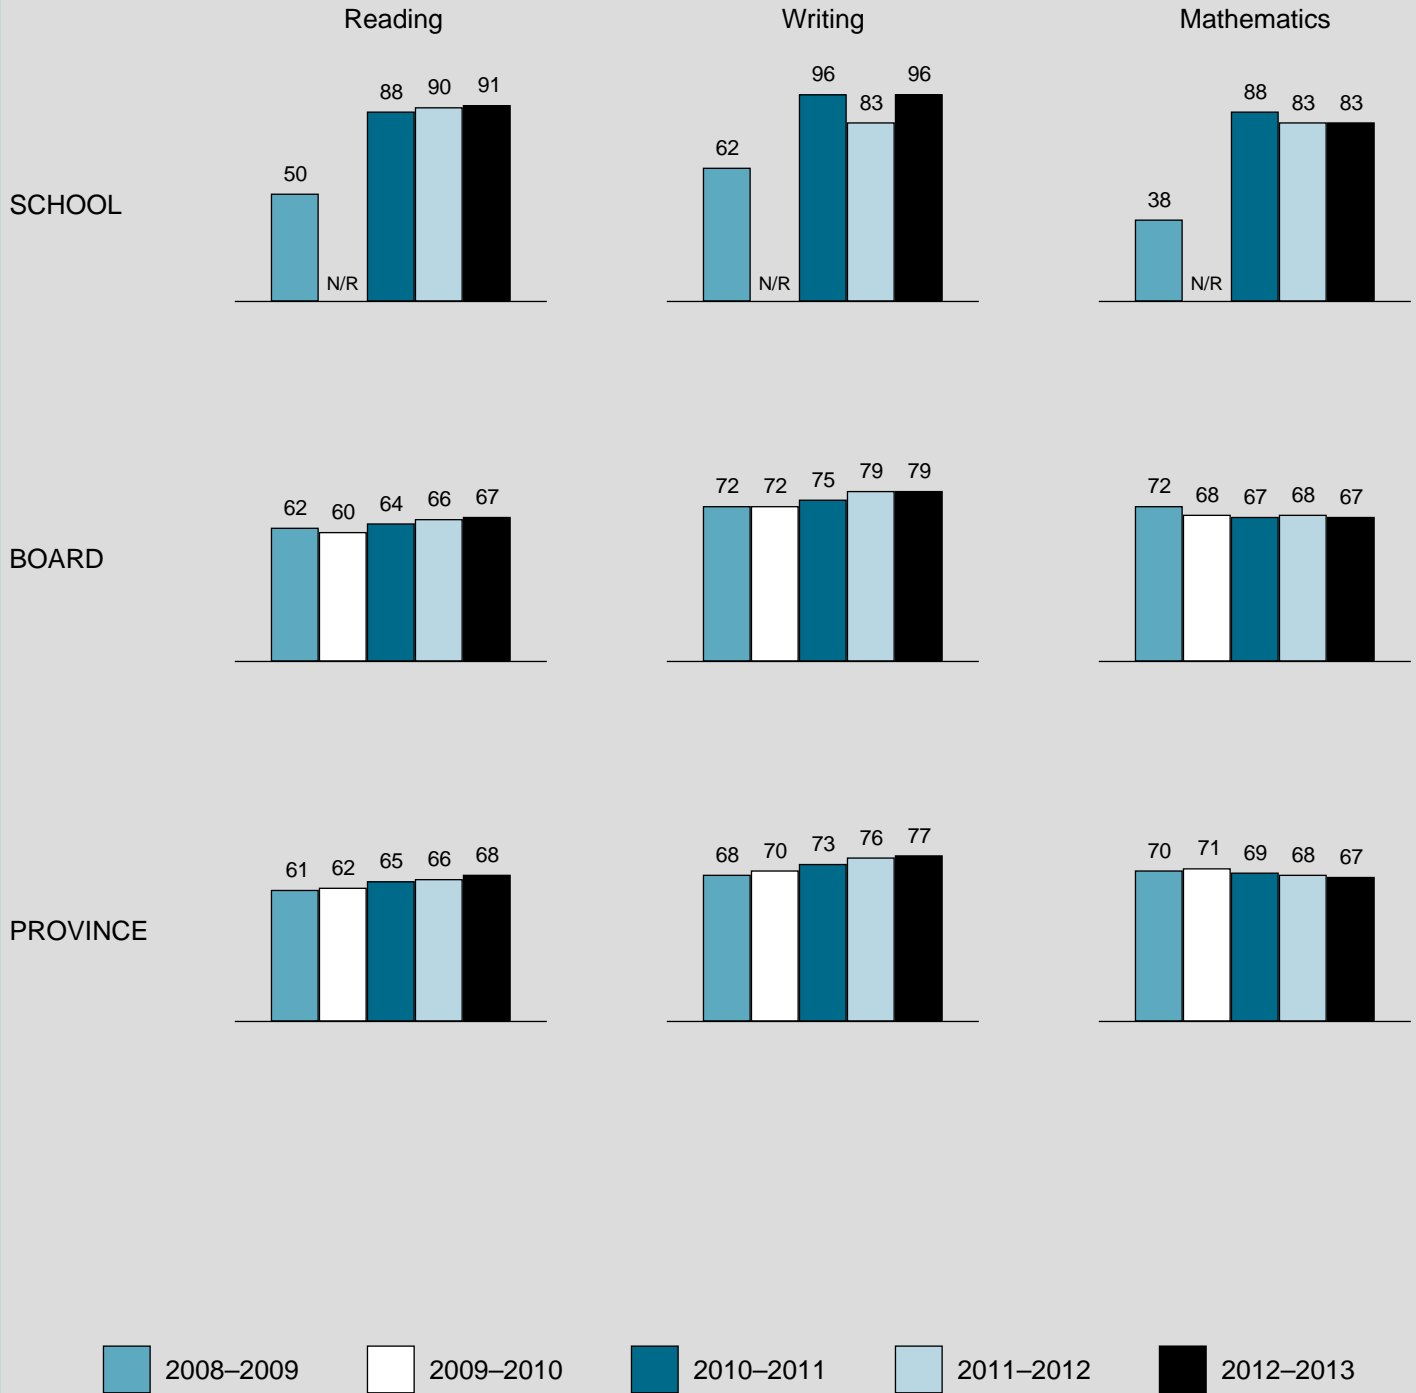 Reading Writing Mathematics
SCHOOL
50 N/R 88 90 91
62 N/R 96 83 96
38 N/R 88 83 83
BOARD
62 60 64 66 67
72 72 75 79 79
72 68 67 68 67
PROVINCE
61 62 65 66 68
68 70 73 76 77
70 71 69 68 67
2008–2009 2009–2010 2010–2011 2011–2012 2012–2013